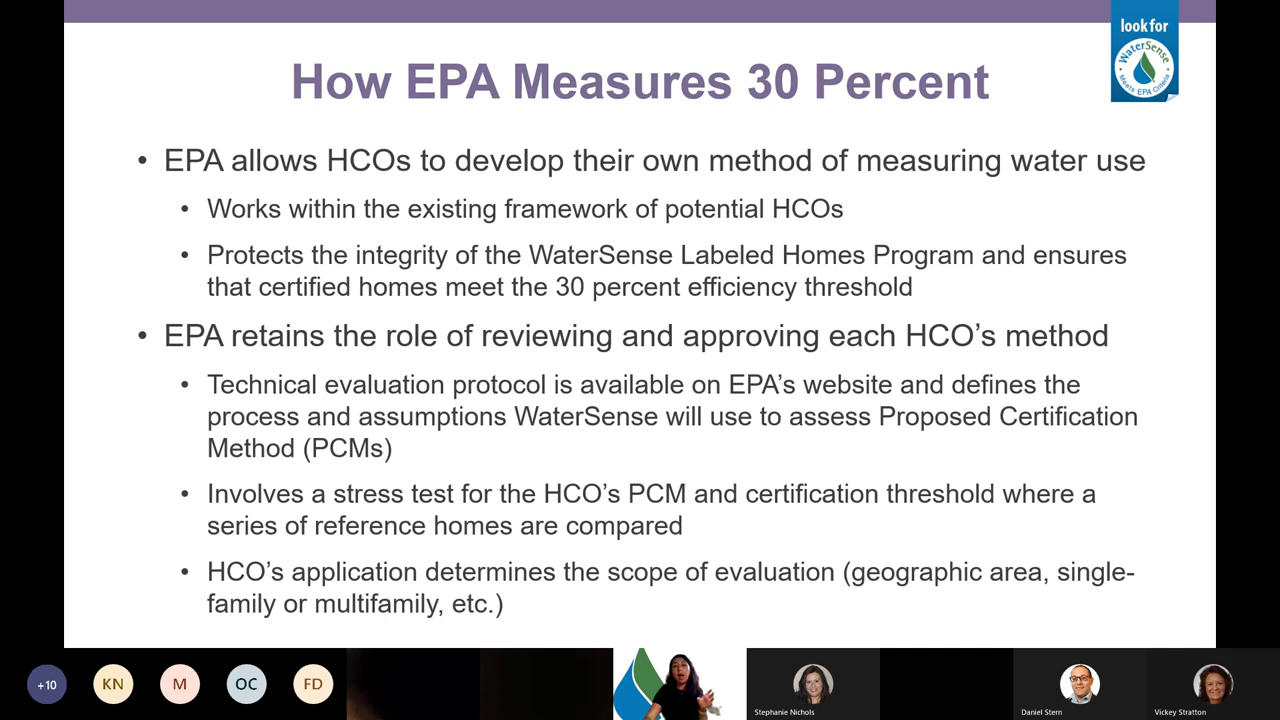 look for
WaterSense
Meets EPA Criteria
How EPA Measures 30 Percent
• EPA allows HCOs to develop their own method of measuring water use
• Works within the existing framework of potential HCOs
• Protects the integrity of the WaterSense Labeled Homes Program and ensures
that certified homes meet the 30 percent efficiency threshold
• EPA retains the role of reviewing and approving each HCO’s method
• Technical evaluation protocol is available on EPA’s website and defines the
process and assumptions WaterSense will use to assess Proposed Certification
Method (PCMs)
• Involves a stress test for the HCO’s PCM and certification threshold where a
series of reference homes are compared
• HCO’s application determines the scope of evaluation (geographic area, single-
family or multifamily, etc.)
+10
KN
M
OC
FD
Stephanie Nichols
Daniel Stern
Vickey Stratton